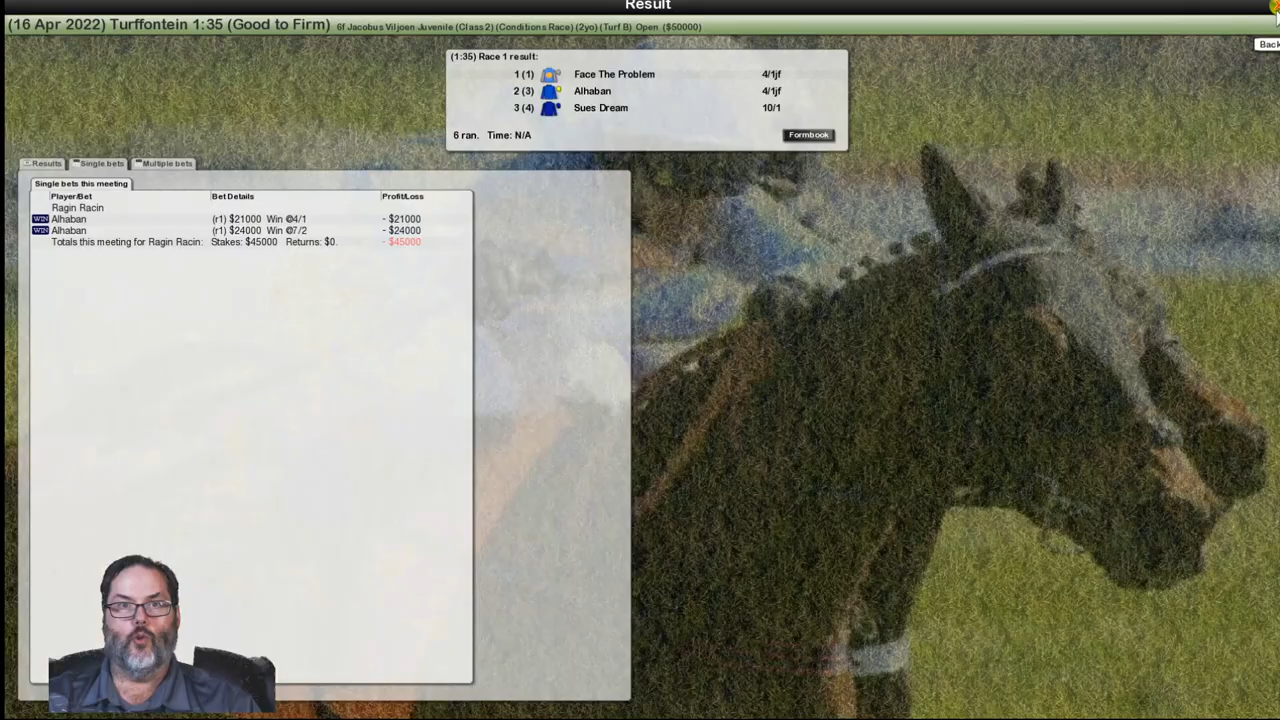 Result
(16 Apr 2022) Turffontein 1:35 (Good to Firm) 6f Jacobus Viljoen Juvenile (Class 2) (Conditions Race) (2yo) (Turf B) Open ($50000)
Back
(1:35) Race 1 result:
1 (1) Face The Problem 4/1jf
2 (3) Alhaban 4/1jf
3 (4) Sues Dream 10/1
6 ran. Time: N/A Formbook
Results Single bets Multiple bets
Single bets this meeting
Player/Bet Bet Details Profit/Loss
Ragin Racin
WIN Alhaban (r1) $21000 Win @4/1 - $21000
WIN Alhaban (r1) $24000 Win @7/2 - $24000
Totals this meeting for Ragin Racin: Stakes: $45000 Returns: $0. - $45000